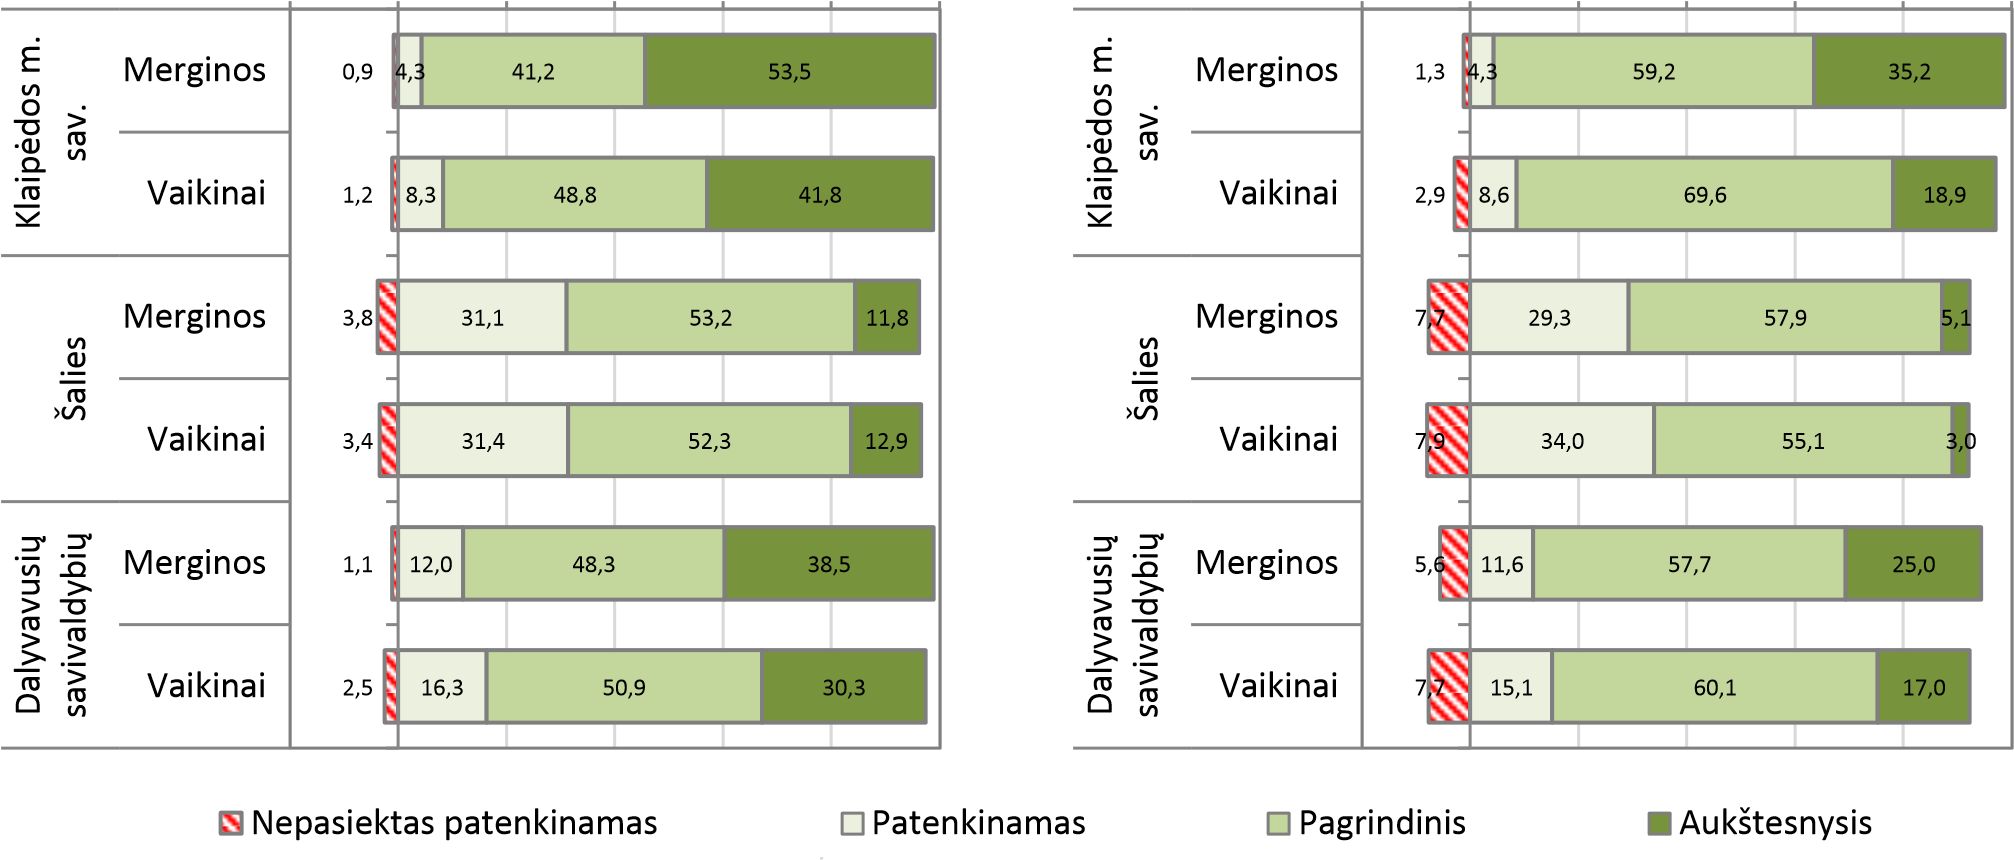 Klaipėdos m.
sav.
Merginos
0,9 4,3 41,2 53,5
Vaikinai
1,2 8,3 48,8 41,8
Šalies
Merginos
3,8 31,1 53,2 11,8
Vaikinai
3,4 31,4 52,3 12,9
Dalyvavusių
savivaldybių
Merginos
1,1 12,0 48,3 38,5
Vaikinai
2,5 16,3 50,9 30,3
Klaipėdos m.
sav.
Merginos
1,3 4,3 59,2 35,2
Vaikinai
2,9 8,6 69,6 18,9
Šalies
Merginos
7,7 29,3 57,9 5,1
Vaikinai
7,9 34,0 55,1 3,0
Dalyvavusių
savivaldybių
Merginos
5,6 11,6 57,7 25,0
Vaikinai
7,7 15,1 60,1 17,0
Nepasiektas patenkinamas Patenkinamas Pagrindinis Aukštesnysis